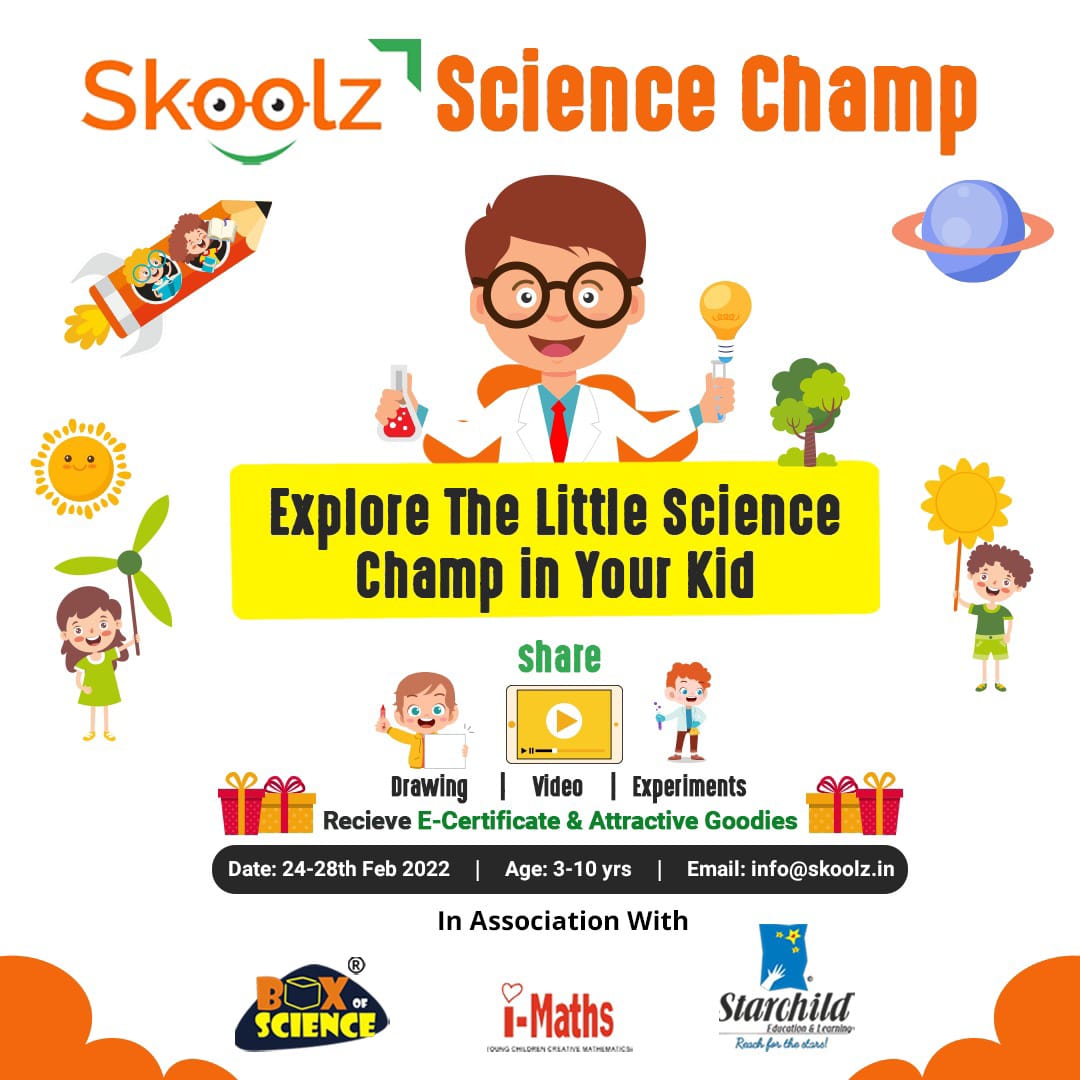 Skoolz Science Champ
Explore The Little Science
Champ in Your Kid
share
Drawing | Video | Experiments
Recieve E-Certificate & Attractive Goodies
Date: 24-28th Feb 2022 | Age: 3-10 yrs | Email: info@skoolz.in
In Association With
BOX OF SCIENCE ®
i-Maths
YOUNG CHILDREN CREATIVE MATHEMATICS
Starchild
Education & Learning
Reach for the stars!